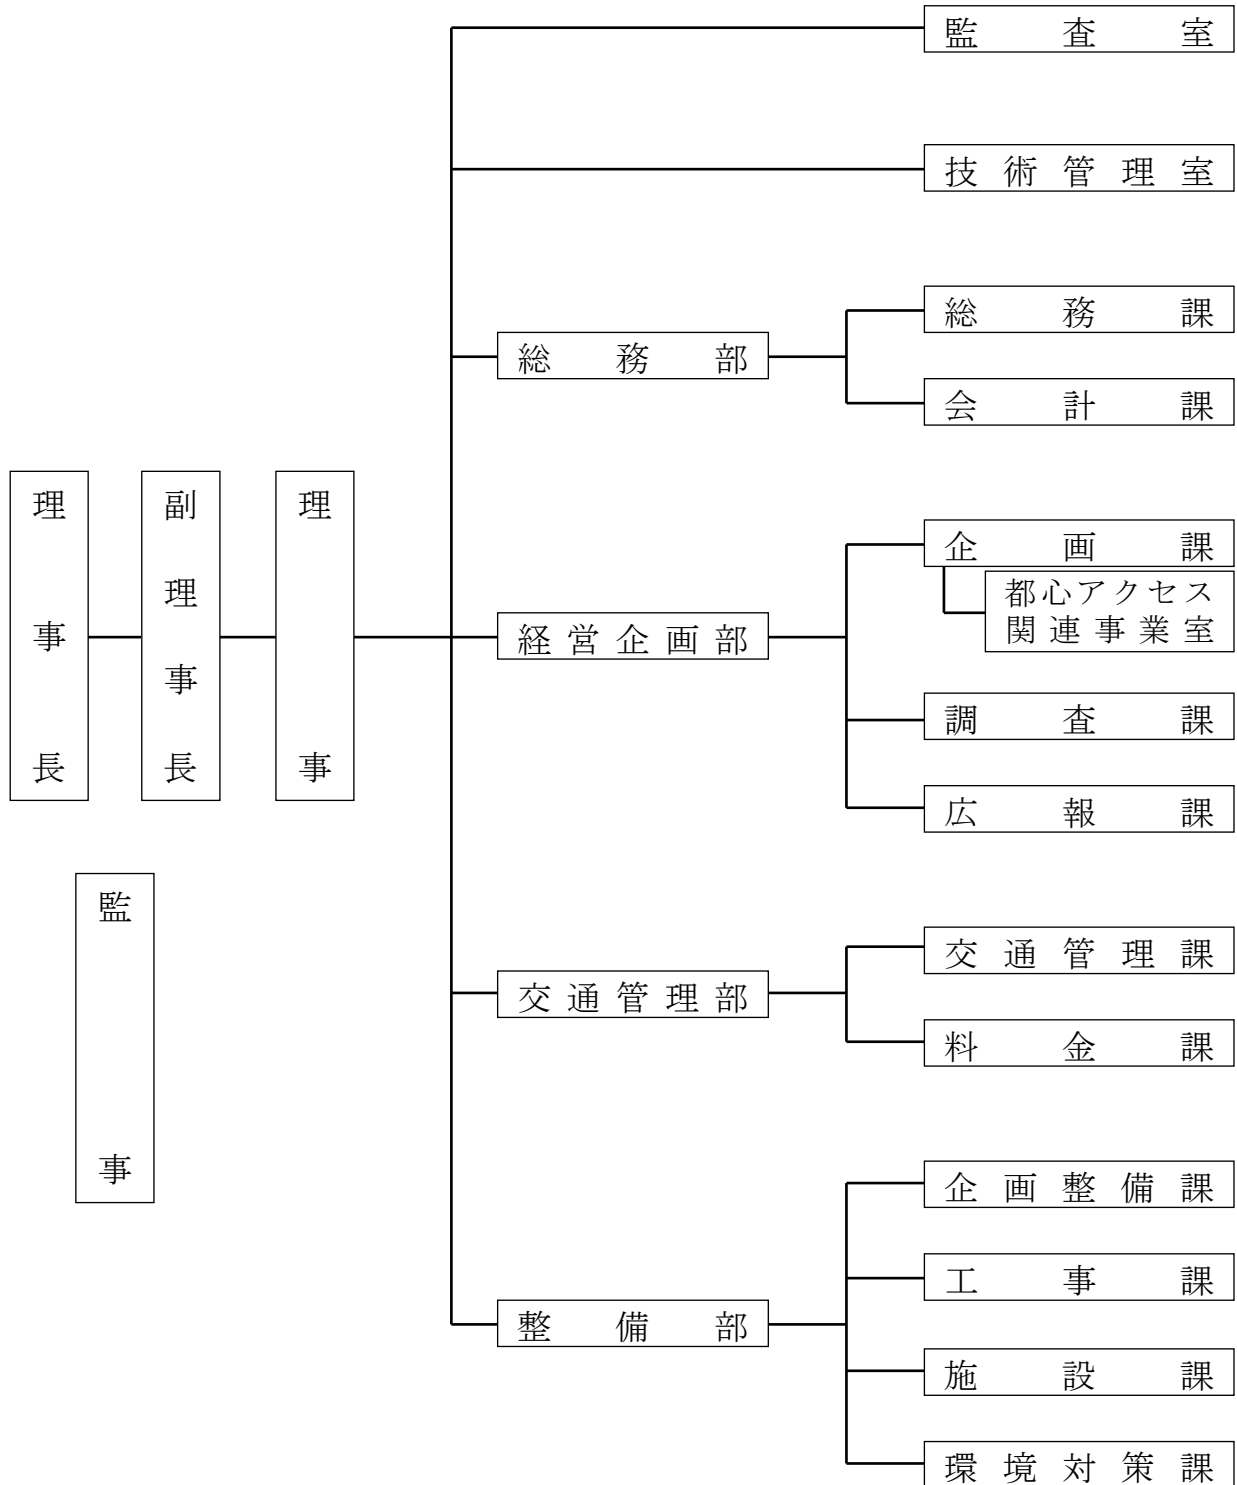 監査室
技術管理室
総務部
総務課
会計課
理事長
副理事長
理事
経営企画部
企画課
都心アクセス
関連事業室
調査課
広報課
監事
交通管理部
交通管理課
料金課
整備部
企画整備課
工事課
施設課
環境対策課